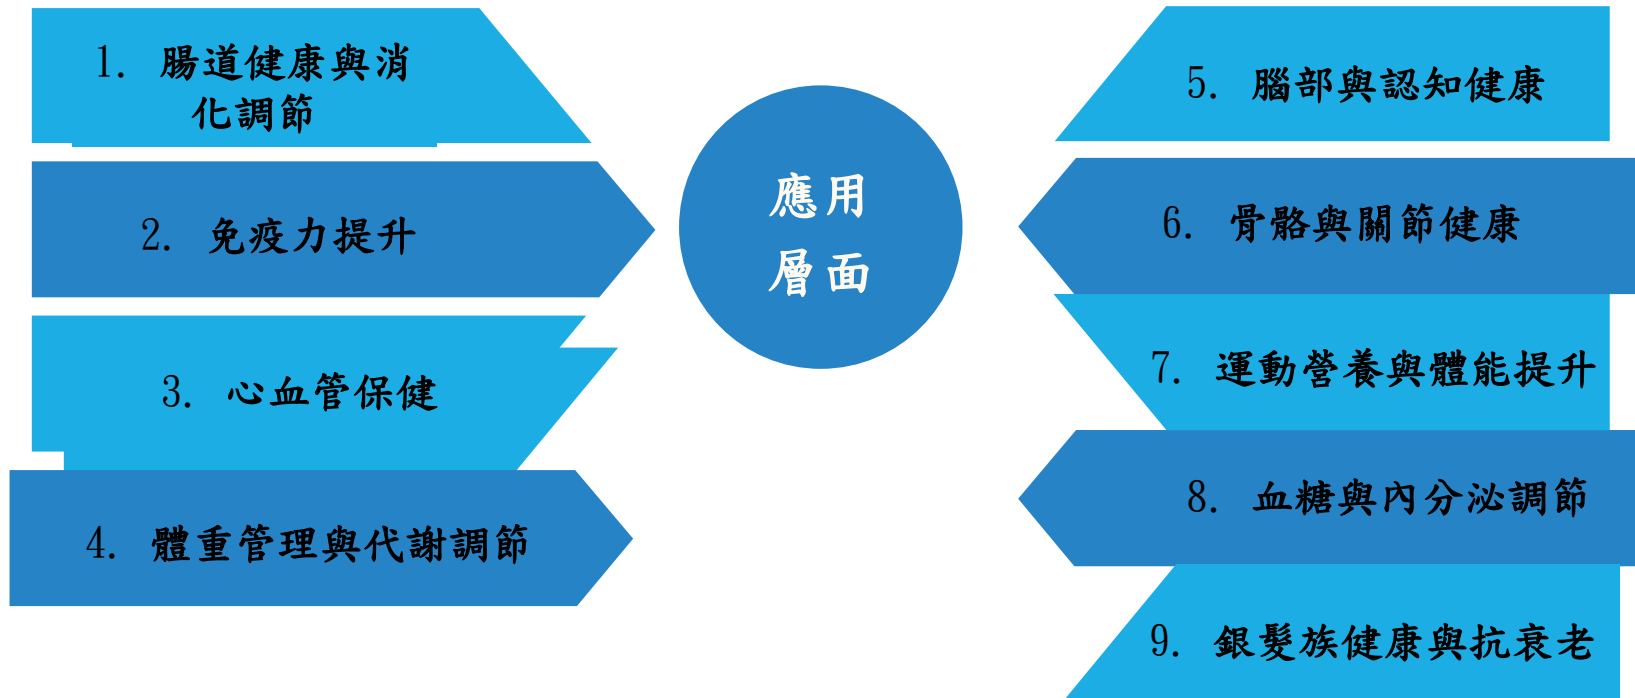 1. 腸道健康與消
化調節
2. 免疫力提升
3. 心血管保健
4. 體重管理與代謝調節
應用
層面
5. 腦部與認知健康
6. 骨骼與關節健康
7. 運動營養與體能提升
8. 血糖與內分泌調節
9. 銀髮族健康與抗衰老